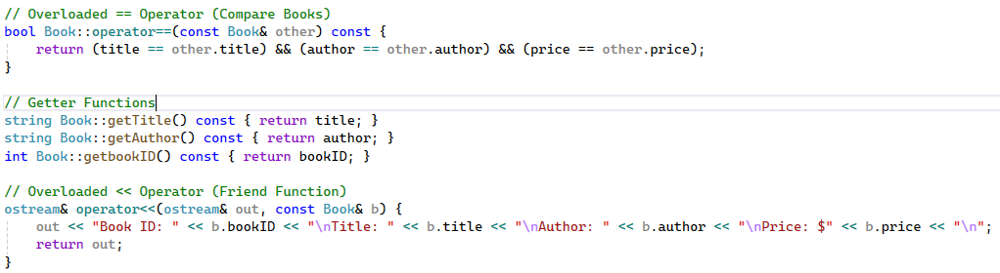 // Overloaded == Operator (Compare Books)
bool Book::operator==(const Book& other) const {
    return (title == other.title) && (author == other.author) && (price == other.price);
}
// Getter Functions
string Book::getTitle() const { return title; }
string Book::getAuthor() const { return author; }
int Book::getbookID() const { return bookID; }
// Overloaded << Operator (Friend Function)
ostream& operator<<(ostream& out, const Book& b) {
    out << "Book ID: " << b.bookID << "\nTitle: " << b.title << "\nAuthor: " << b.author << "\nPrice: $" << b.price << "\n";
    return out;
}